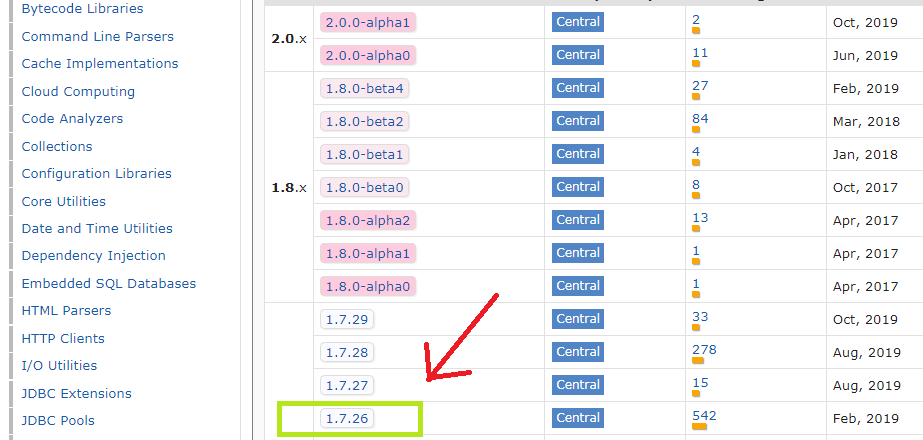 Bytecode Libraries
Command Line Parsers
Cache Implementations
Cloud Computing
Code Analyzers
Collections
Configuration Libraries
Core Utilities
Date and Time Utilities
Dependency Injection
Embedded SQL Databases
HTML Parsers
HTTP Clients
I/O Utilities
JDBC Extensions
JDBC Pools
2.0.x
2.0.0-alpha1 Central 2 Oct, 2019
2.0.0-alpha0 Central 11 Jun, 2019
1.8.x
1.8.0-beta4 Central 27 Feb, 2019
1.8.0-beta2 Central 84 Mar, 2018
1.8.0-beta1 Central 4 Jan, 2018
1.8.0-beta0 Central 8 Oct, 2017
1.8.0-alpha2 Central 13 Apr, 2017
1.8.0-alpha1 Central 1 Apr, 2017
1.8.0-alpha0 Central 1 Apr, 2017
1.7.29 Central 33 Oct, 2019
1.7.28 Central 278 Aug, 2019
1.7.27 Central 15 Aug, 2019
1.7.26 Central 542 Feb, 2019